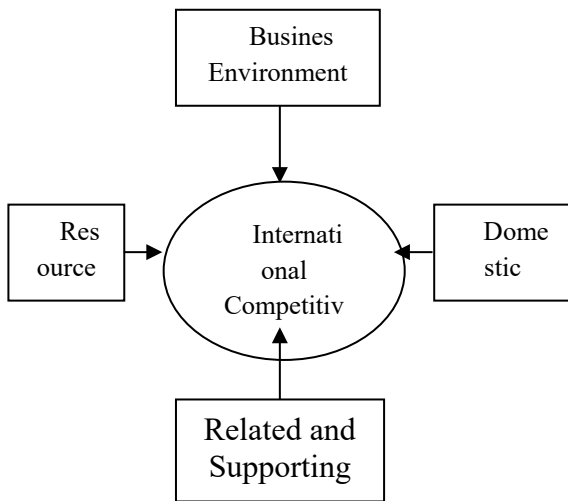 Busines
Environment
Res
ource
Internati
onal
Competitiv
Dome
stic
Related and
Supporting